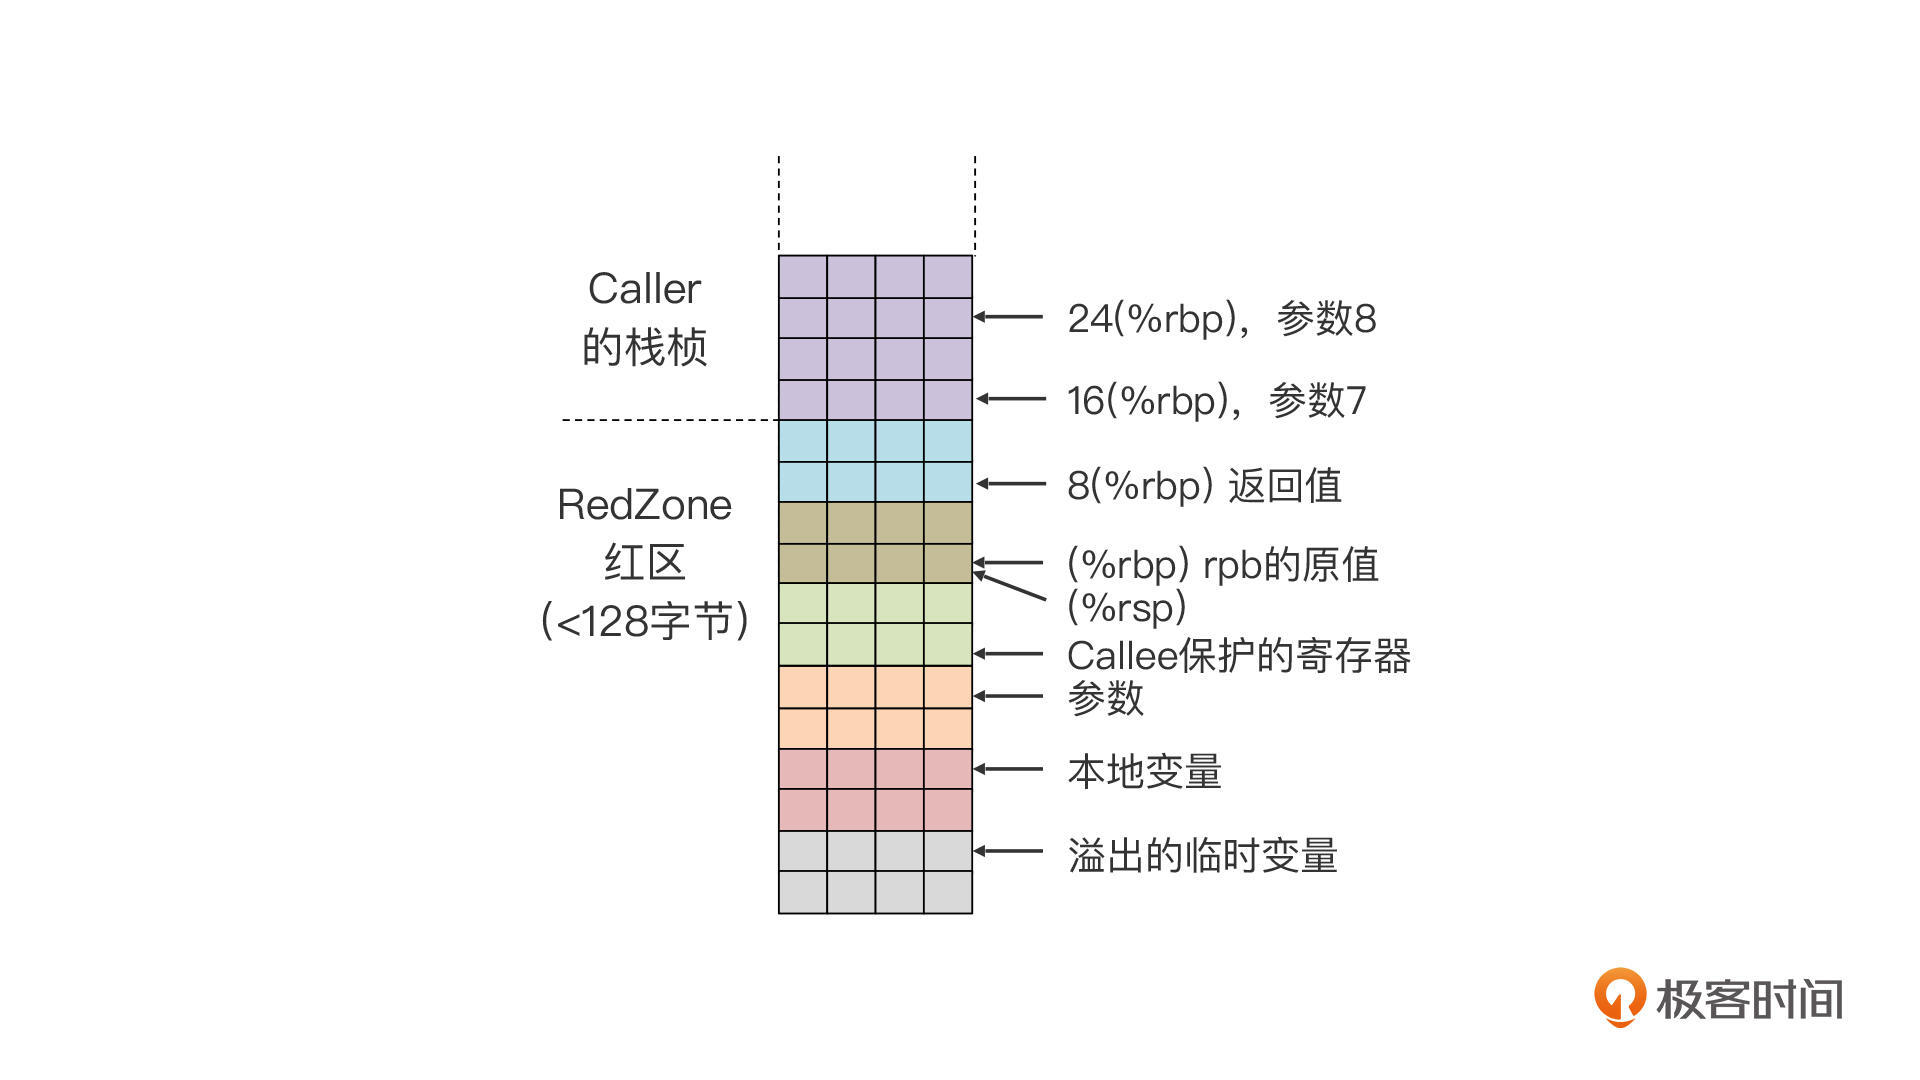 Caller
的栈桢
RedZone
红区
(<128字节)
24(%rbp)，参数8
16(%rbp)，参数7
8(%rbp) 返回值
(%rbp) rpb的原值
(%rsp)
Callee保护的寄存器
参数
本地变量
溢出的临时变量
极客时间